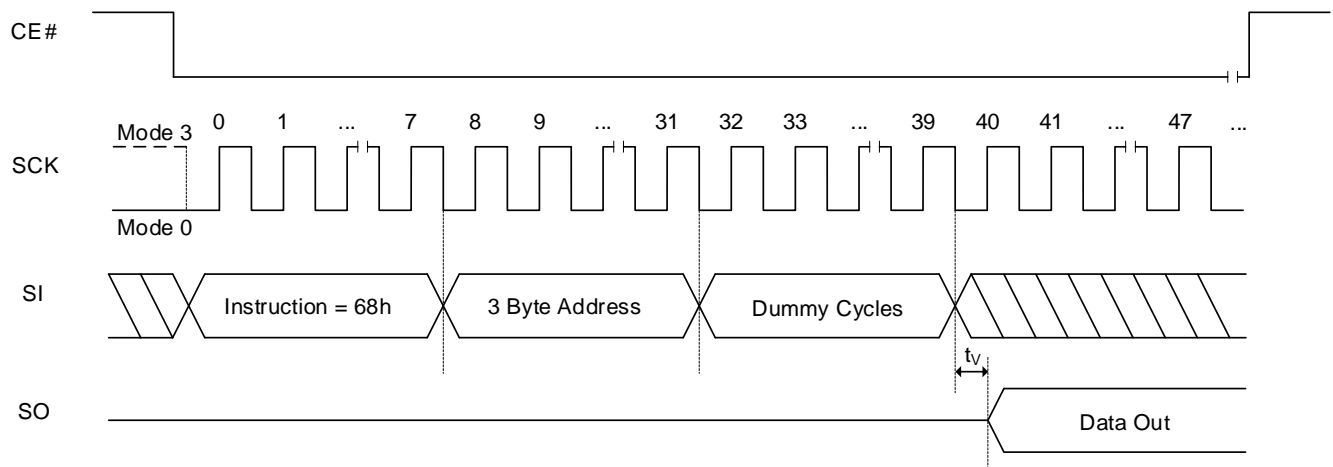 CE#
0 1 ... 7 8 9 ... 31 32 33 ... 39 40 41 ... 47 ...
Mode 3
SCK
Mode 0
SI
Instruction = 68h
3 Byte Address
Dummy Cycles
tV
SO
Data Out